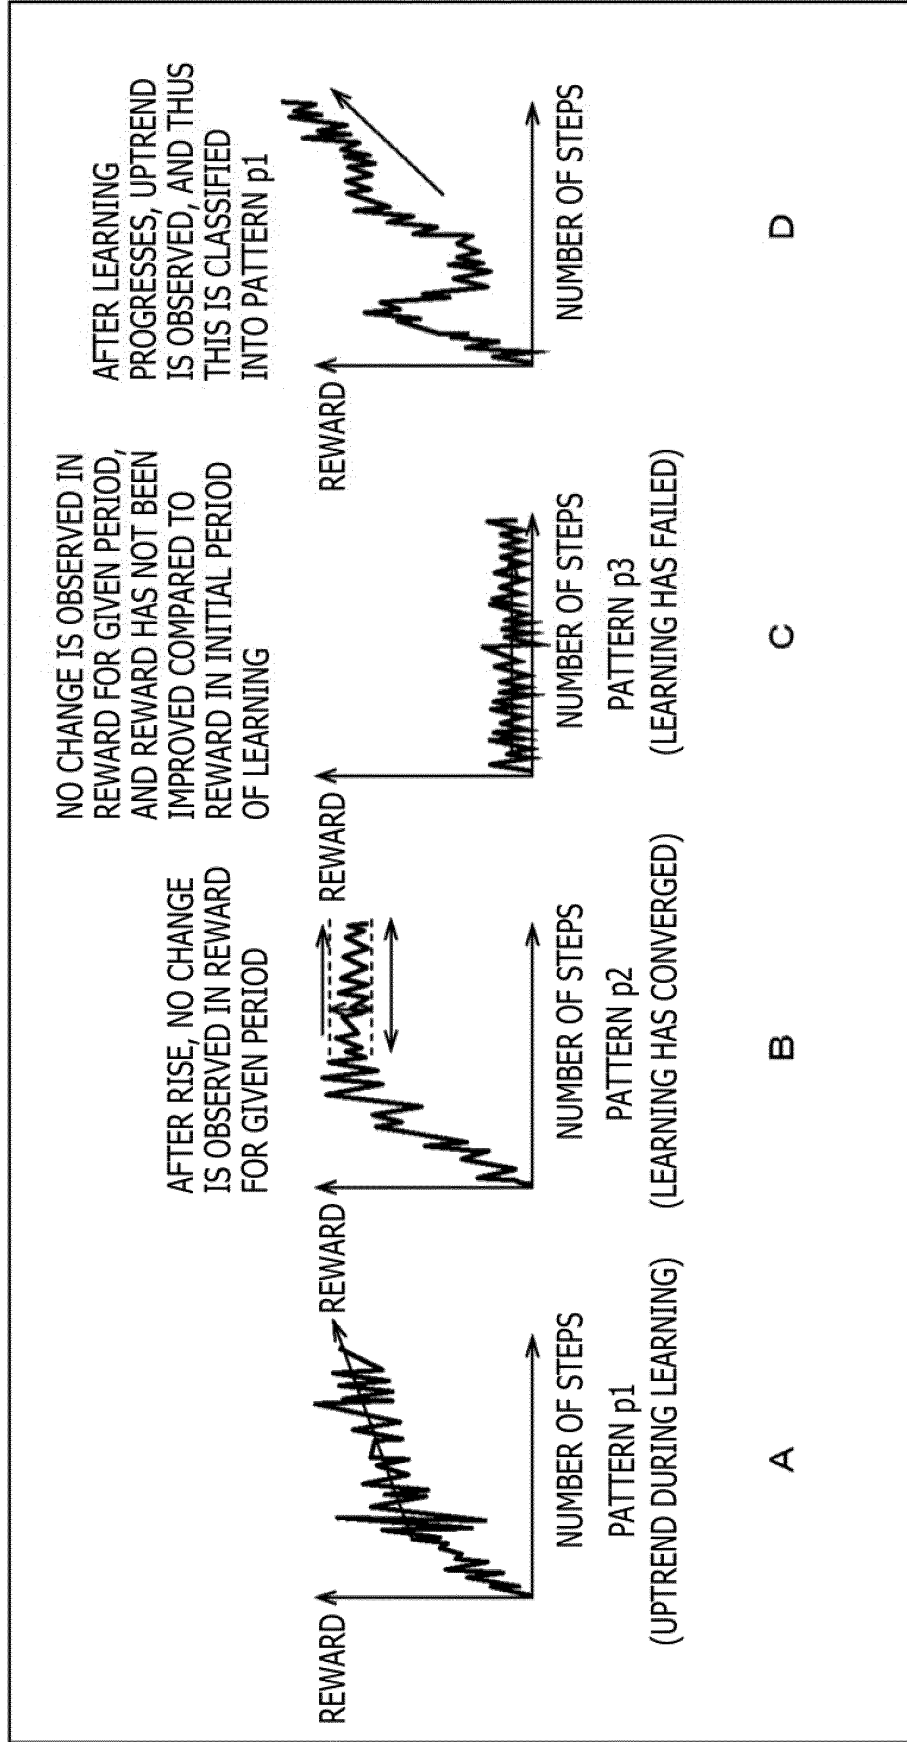 REWARD
NUMBER OF STEPS
PATTERN p1
(UPTREND DURING LEARNING)
A
AFTER RISE, NO CHANGE
IS OBSERVED IN REWARD
FOR GIVEN PERIOD
REWARD
NUMBER OF STEPS
PATTERN p2
(LEARNING HAS CONVERGED)
B
NO CHANGE IS OBSERVED IN
REWARD FOR GIVEN PERIOD,
AND REWARD HAS NOT BEEN
IMPROVED COMPARED TO
REWARD IN INITIAL PERIOD
OF LEARNING
REWARD
NUMBER OF STEPS
PATTERN p3
(LEARNING HAS FAILED)
C
AFTER LEARNING
PROGRESSES, UPTREND
IS OBSERVED, AND THUS
THIS IS CLASSIFIED
INTO PATTERN p1
REWARD
NUMBER OF STEPS
D